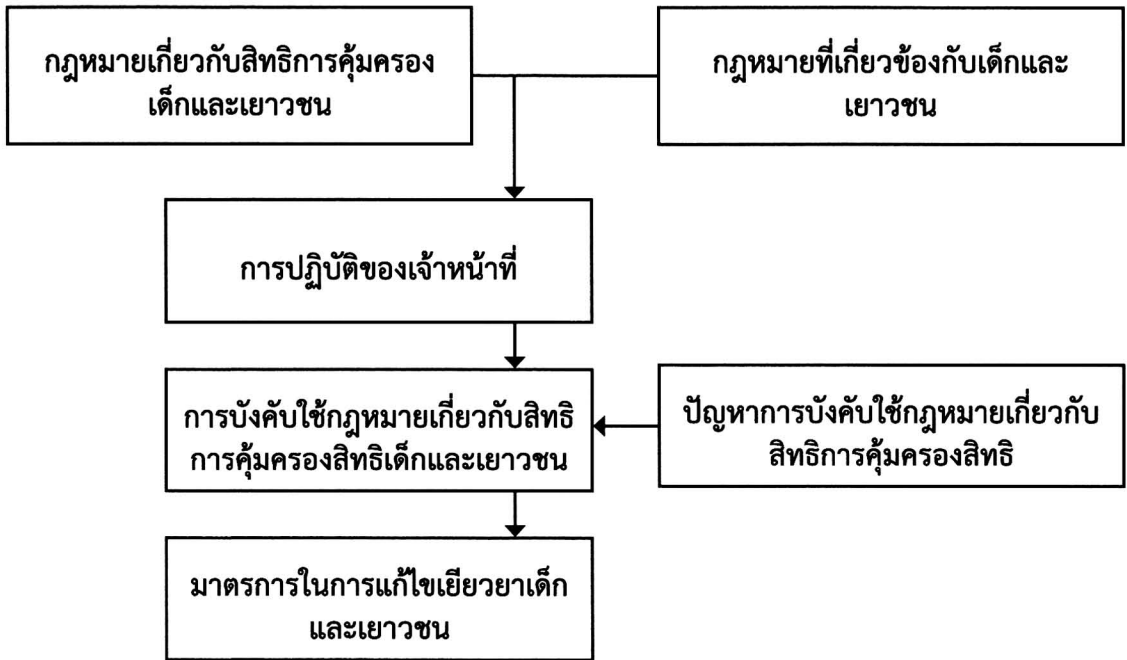 กฎหมายเกี่ยวกับสิทธิการคุ้มครอง
เด็กและเยาวชน
กฎหมายที่เกี่ยวข้องกับเด็กและ
เยาวชน
การปฏิบัติของเจ้าหน้าที่
การบังคับใช้กฎหมายเกี่ยวกับสิทธิ
การคุ้มครองสิทธิเด็กและเยาวชน
ปัญหาการบังคับใช้กฎหมายเกี่ยวกับ
สิทธิการคุ้มครองสิทธิ
มาตรการในการแก้ไขเยียวยาเด็ก
และเยาวชน